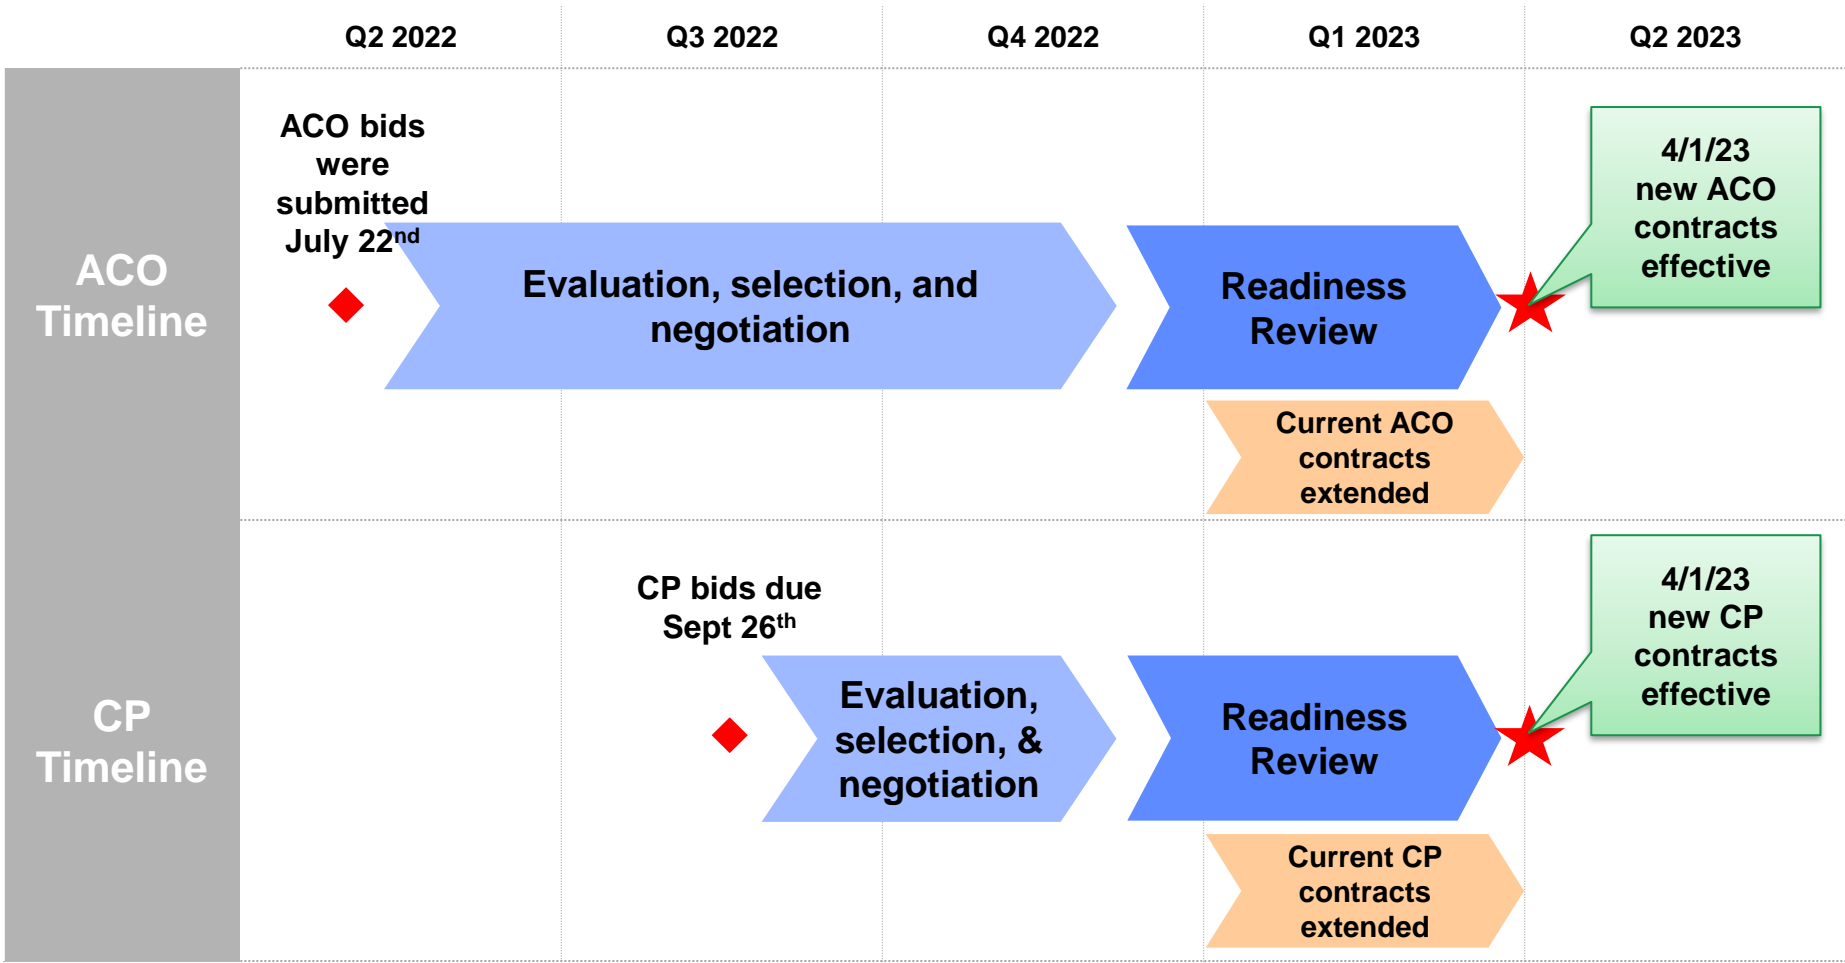 Q2 2022 Q3 2022 Q4 2022 Q1 2023 Q2 2023
ACO
Timeline
ACO bids
were
submitted
July 22nd
Evaluation, selection, and
negotiation
Readiness
Review
4/1/23
new ACO
contracts
effective
Current ACO
contracts
extended
CP
Timeline
CP bids due
Sept 26th
Evaluation,
selection, &
negotiation
Readiness
Review
4/1/23
new CP
contracts
effective
Current CP
contracts
extended